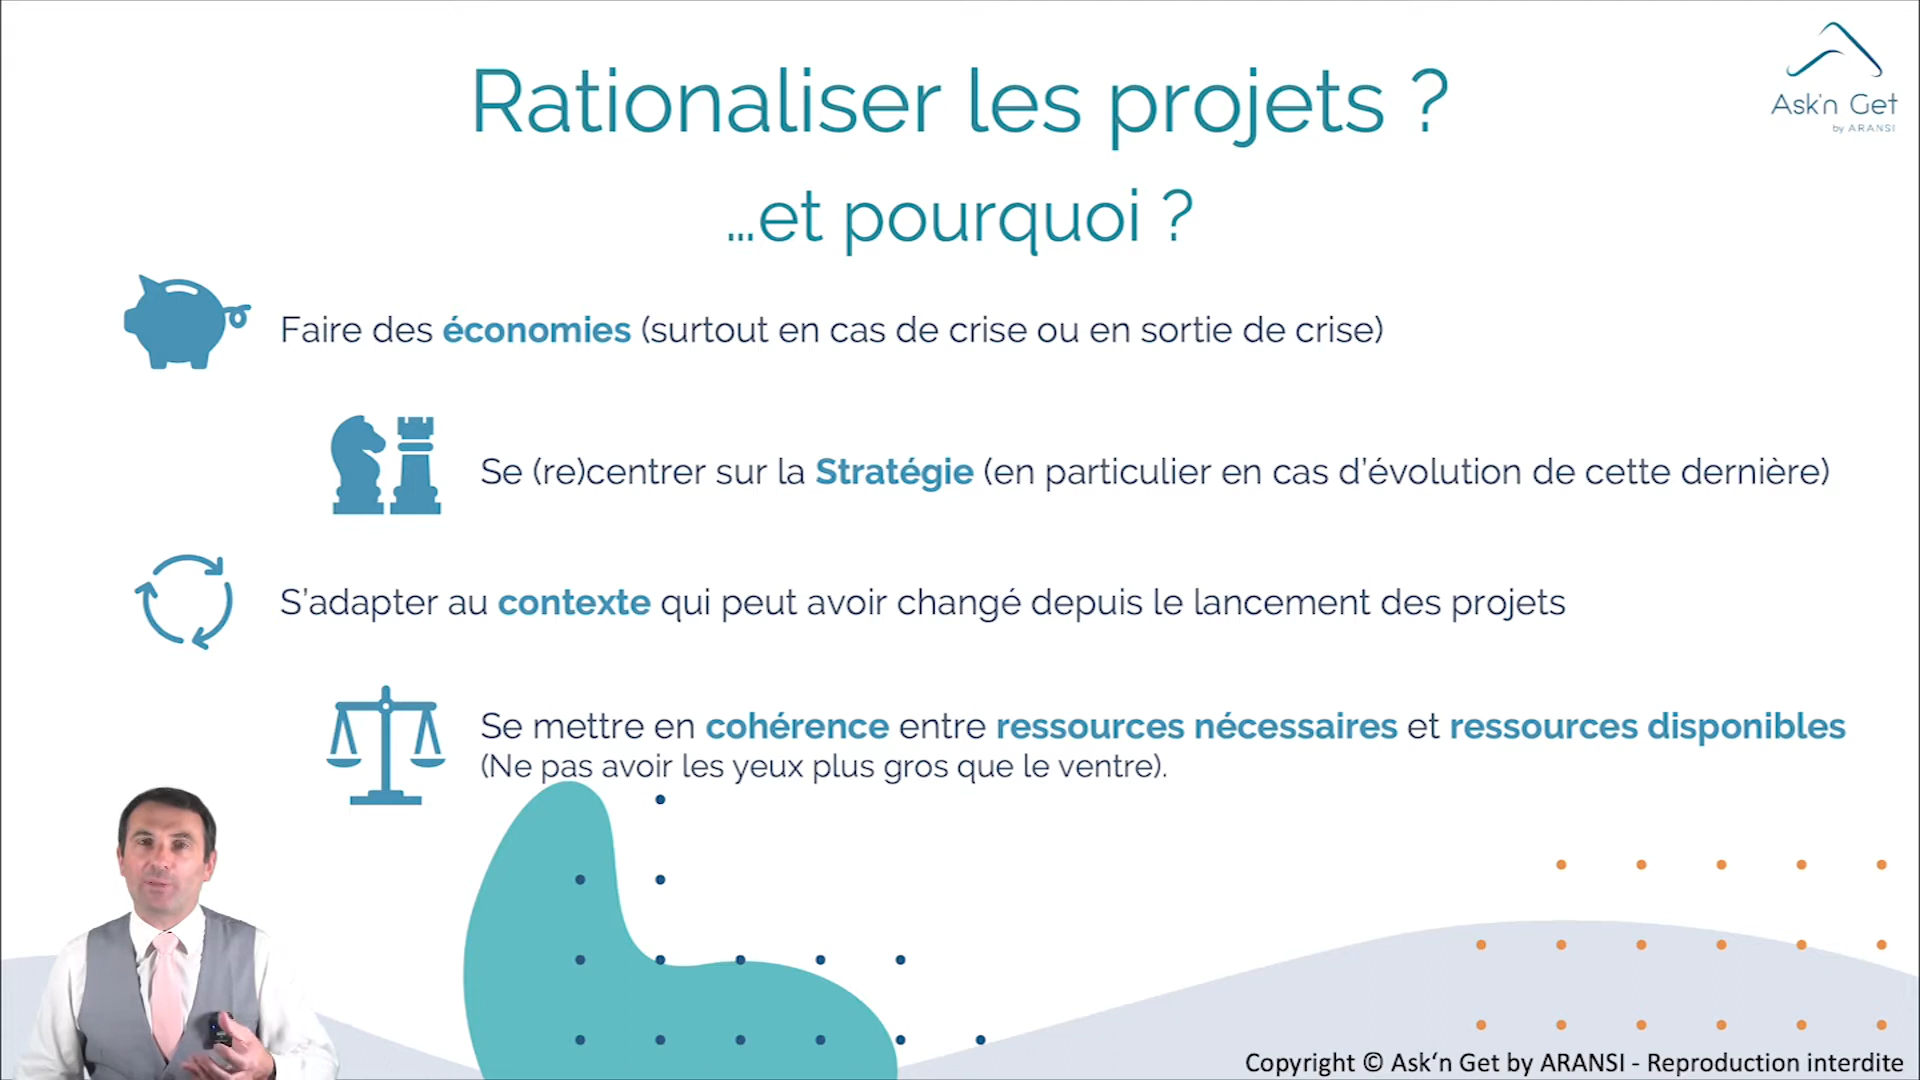 Rationaliser les projets ?
...et pourquoi ?
Ask'n Get
by ARANSI
Faire des économies (surtout en cas de crise ou en sortie de crise)
Se (re)centrer sur la Stratégie (en particulier en cas d'évolution de cette dernière)
S'adapter au contexte qui peut avoir changé depuis le lancement des projets
Se mettre en cohérence entre ressources nécessaires et ressources disponibles
(Ne pas avoir les yeux plus gros que le ventre).
Copyright © Ask‘n Get by ARANSI - Reproduction interdite